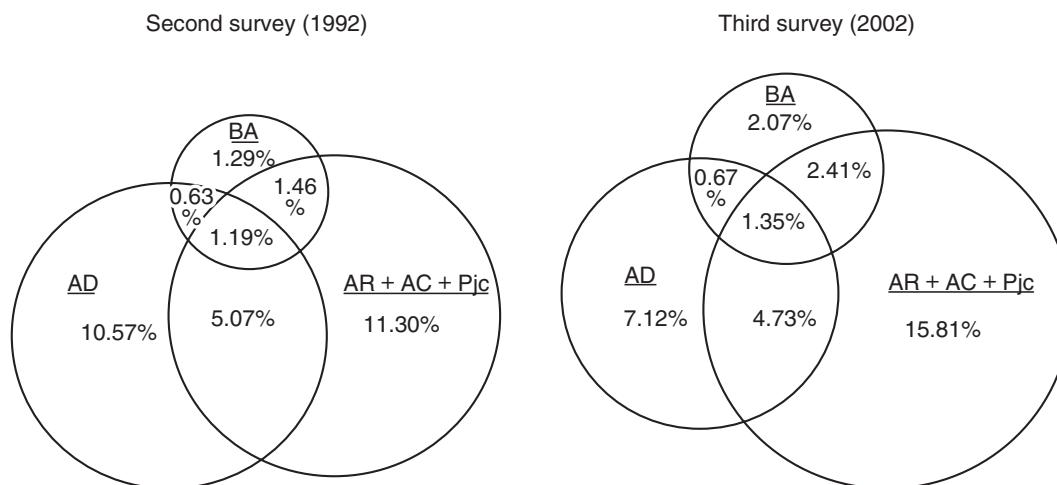 Second survey (1992)
BA
1.29%
0.63
%
1.46
%
1.19%
AD
10.57%
5.07%
AR + AC + Pjc
11.30%
Third survey (2002)
BA
2.07%
0.67
%
2.41%
1.35%
AD
7.12%
4.73%
AR + AC + Pjc
15.81%